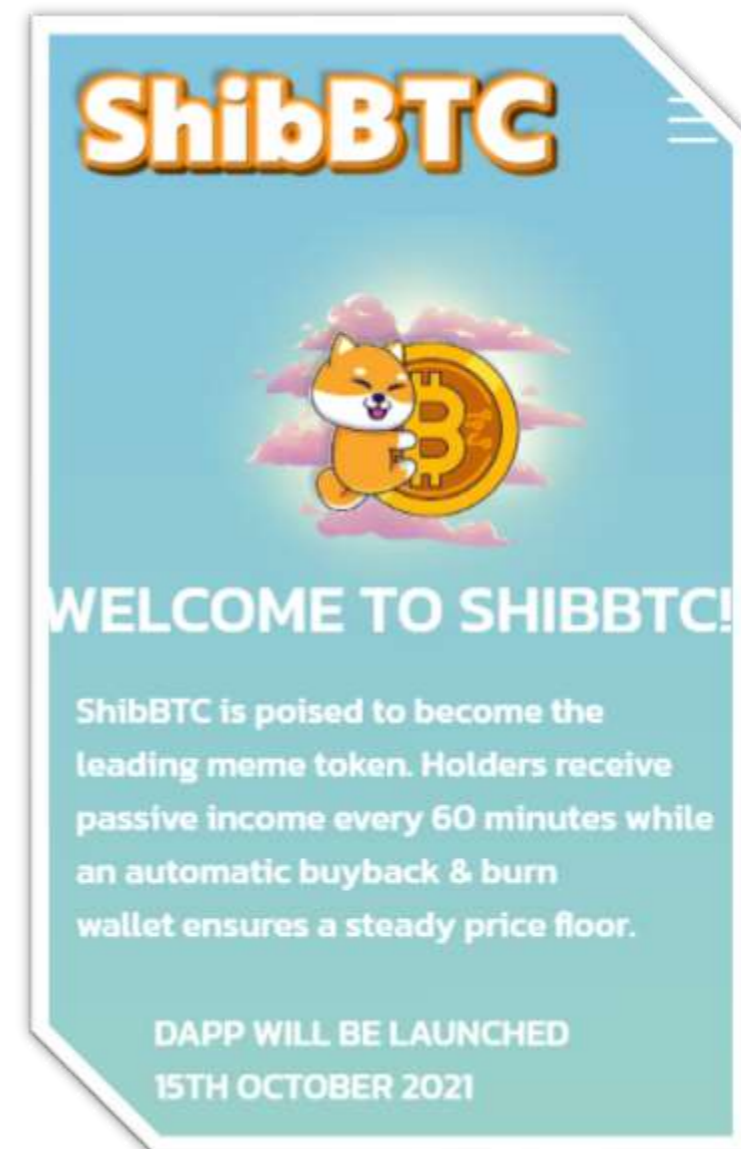 ShibBTC
WELCOME TO SHIBBTC!
ShibBTC is poised to become the
leading meme token. Holders receive
passive income every 60 minutes while
an automatic buyback & burn
wallet ensures a steady price floor.
DAPP WILL BE LAUNCHED
15TH OCTOBER 2021